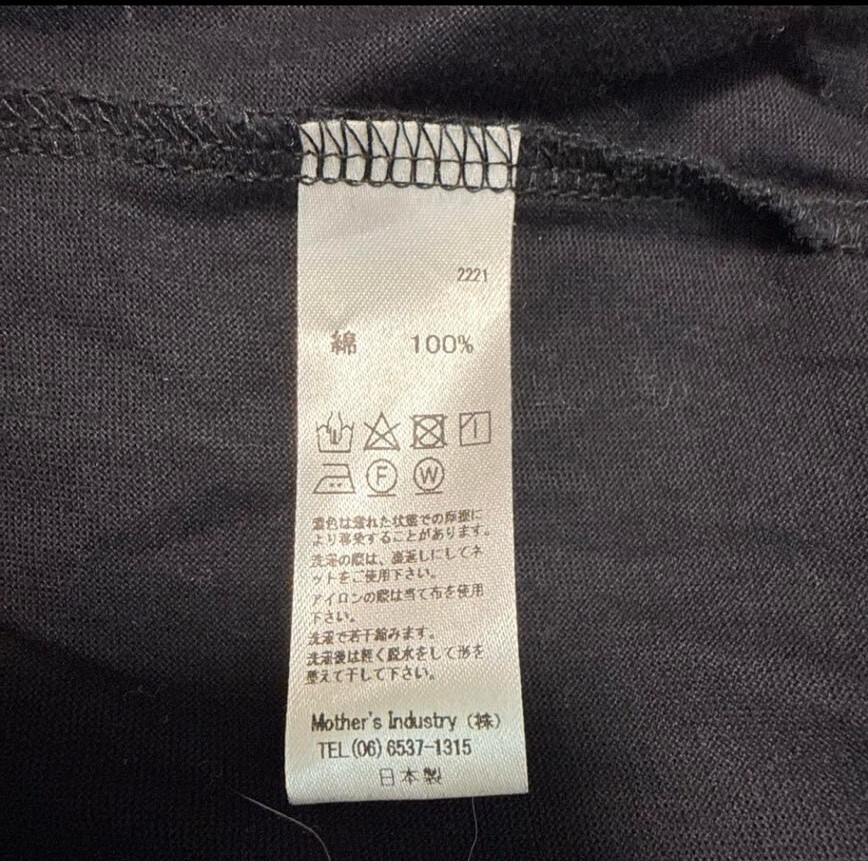 2221
綿 100%
F W
濃色は濡れた状態での摩擦に
より移染することがあります。
洗濯の際は、裏返しにしてネ
ットをご使用下さい。
アイロンの際は当て布を使用
下さい。
洗濯で若干縮みます。
洗濯後は軽く脱水をして形を
整えて干して下さい。
Mother's Industry (株)
TEL(06)6537-1315
日本製